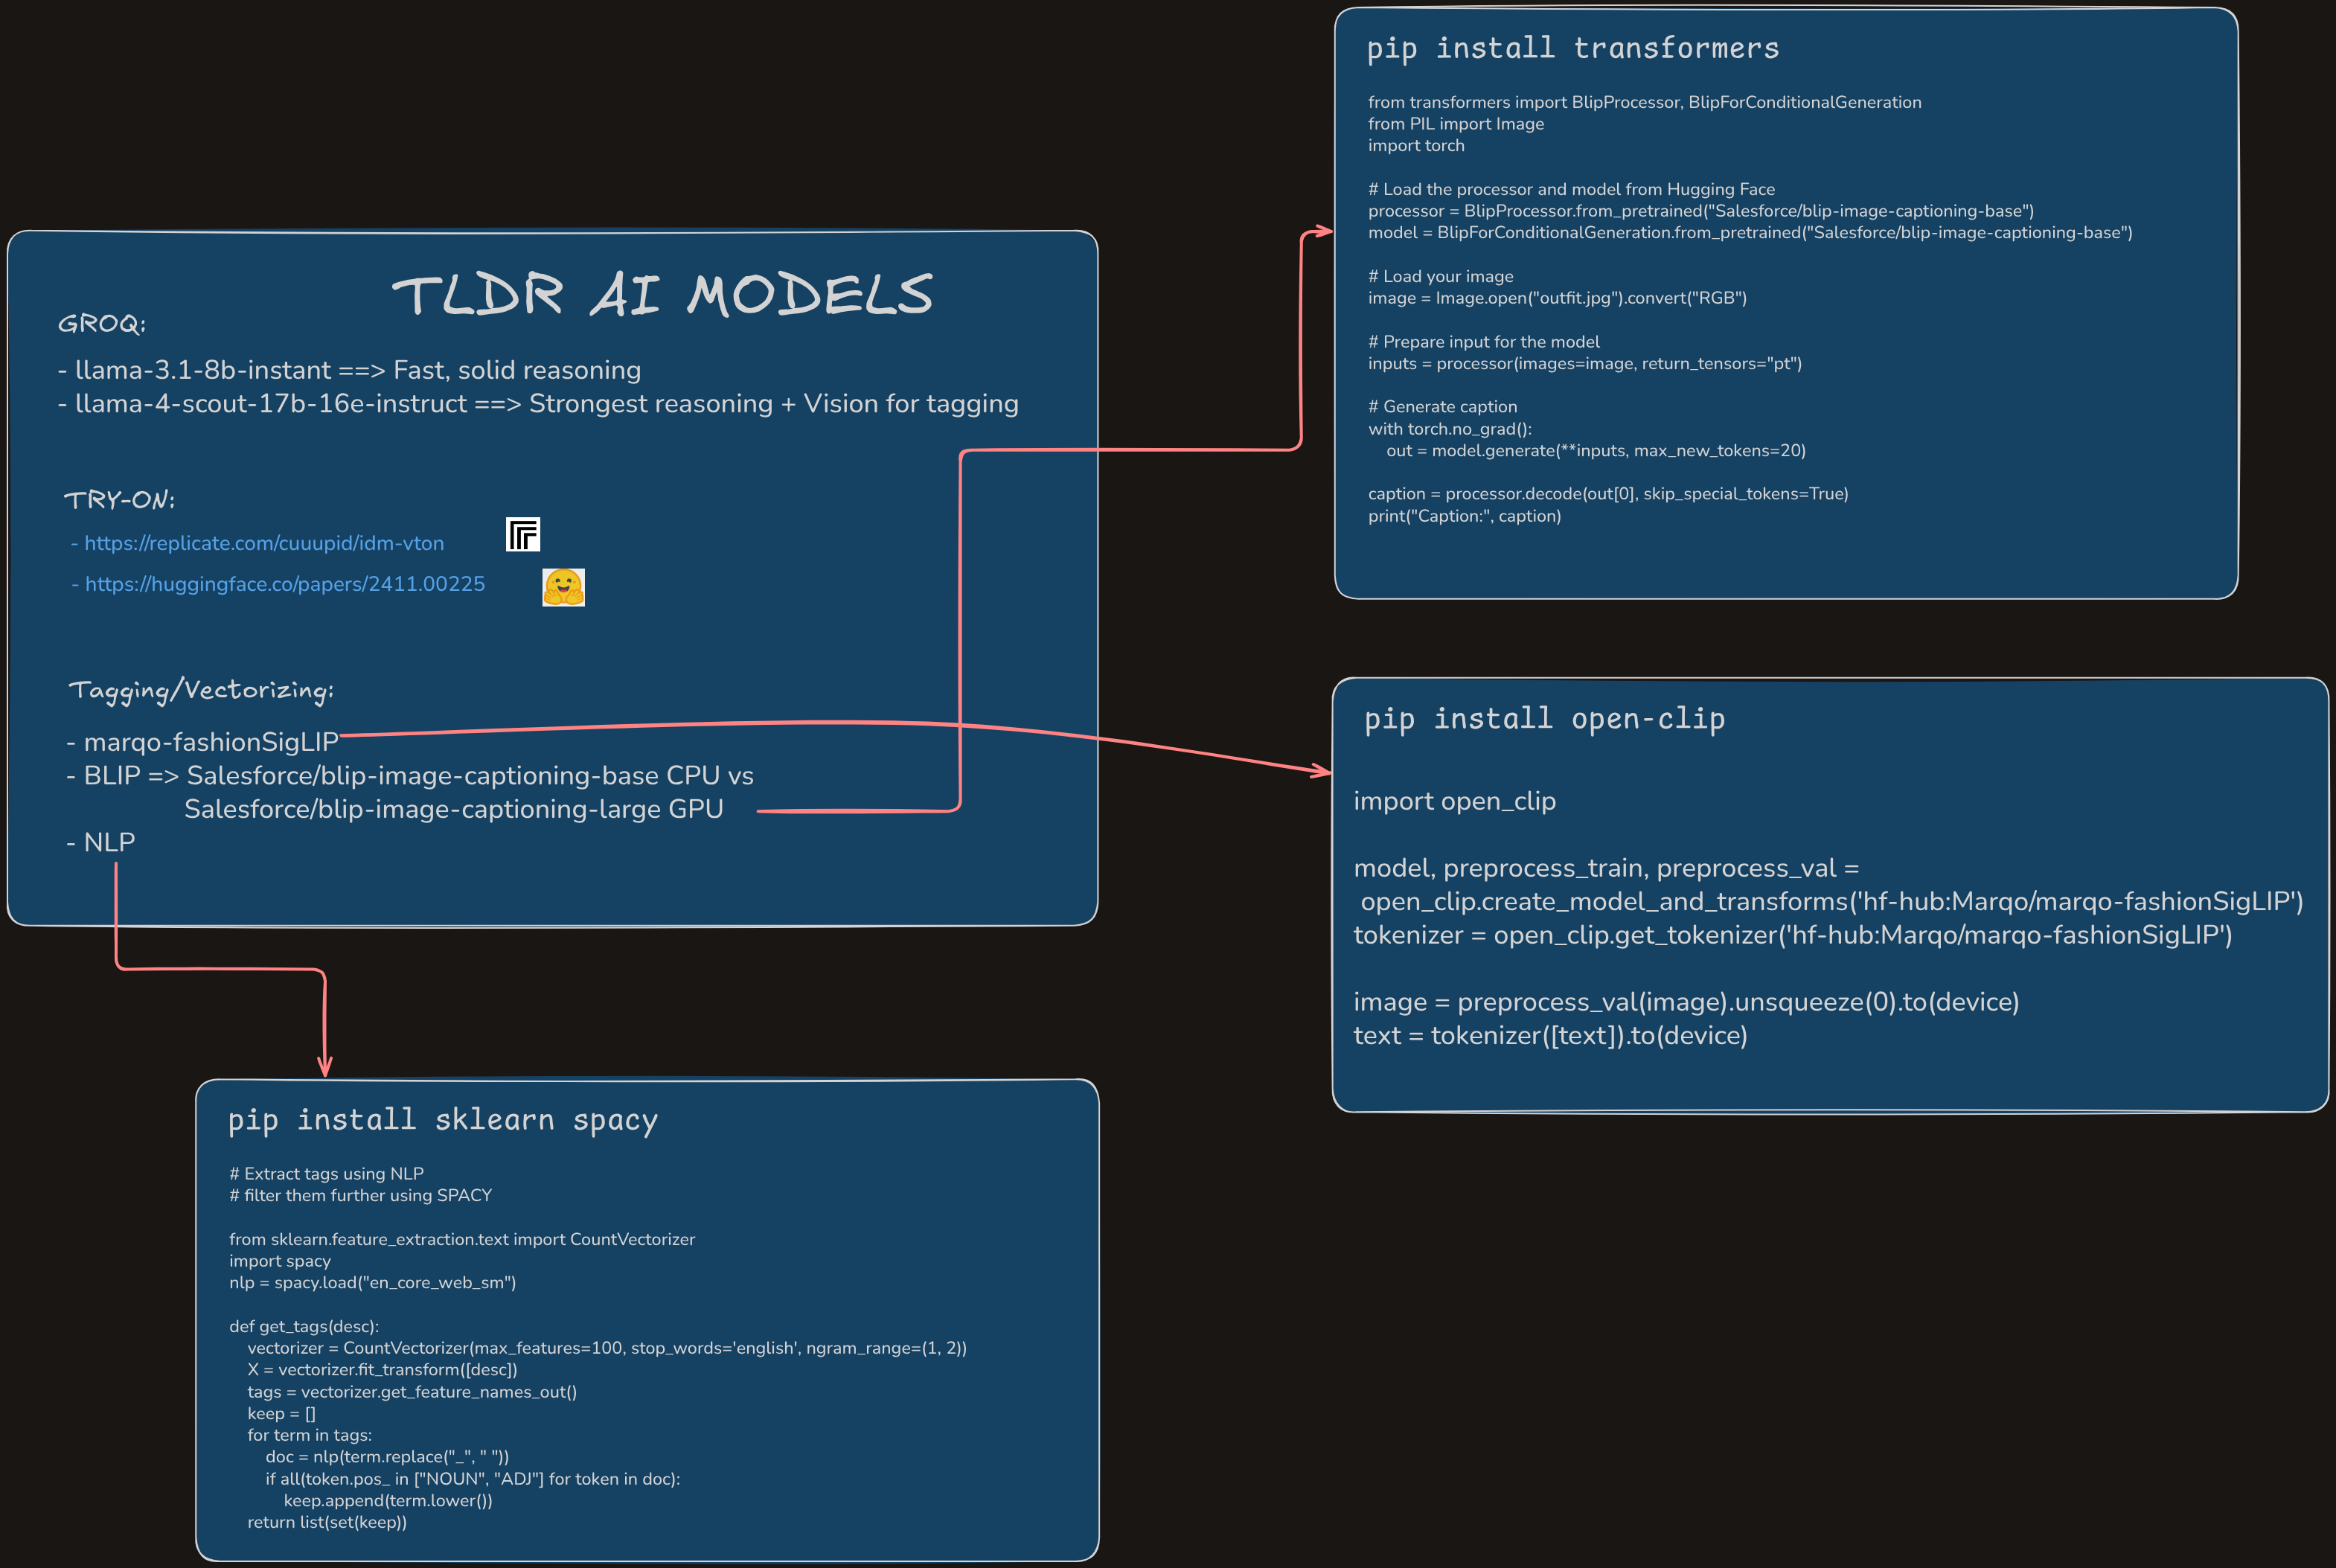 TLDR AI MODELS
GROQ:
- llama-3.1-8b-instant ==> Fast, solid reasoning
- llama-4-scout-17b-16e-instruct ==> Strongest reasoning + Vision for tagging
TRY-ON:
- https://replicate.com/cuuupid/idm-vton
- https://huggingface.co/papers/2411.00225
Tagging/Vectorizing:
- marqo-fashionSigLIP
- BLIP => Salesforce/blip-image-captioning-base CPU vs
Salesforce/blip-image-captioning-large GPU
- NLP
pip install transformers
from transformers import BlipProcessor, BlipForConditionalGeneration
from PIL import Image
import torch
# Load the processor and model from Hugging Face
processor = BlipProcessor.from_pretrained("Salesforce/blip-image-captioning-base")
model = BlipForConditionalGeneration.from_pretrained("Salesforce/blip-image-captioning-base")
# Load your image
image = Image.open("outfit.jpg").convert("RGB")
# Prepare input for the model
inputs = processor(images=image, return_tensors="pt")
# Generate caption
with torch.no_grad():
    out = model.generate(**inputs, max_new_tokens=20)
caption = processor.decode(out[0], skip_special_tokens=True)
print("Caption:", caption)
pip install open-clip
import open_clip
model, preprocess_train, preprocess_val =
 open_clip.create_model_and_transforms('hf-hub:Marqo/marqo-fashionSigLIP')
tokenizer = open_clip.get_tokenizer('hf-hub:Marqo/marqo-fashionSigLIP')
image = preprocess_val(image).unsqueeze(0).to(device)
text = tokenizer([text]).to(device)
pip install sklearn spacy
# Extract tags using NLP
# filter them further using SPACY
from sklearn.feature_extraction.text import CountVectorizer
import spacy
nlp = spacy.load("en_core_web_sm")
def get_tags(desc):
    vectorizer = CountVectorizer(max_features=100, stop_words='english', ngram_range=(1, 2))
    X = vectorizer.fit_transform([desc])
    tags = vectorizer.get_feature_names_out()
    keep = []
    for term in tags:
        doc = nlp(term.replace("_", " "))
        if all(token.pos_ in ["NOUN", "ADJ"] for token in doc):
            keep.append(term.lower())
    return list(set(keep))